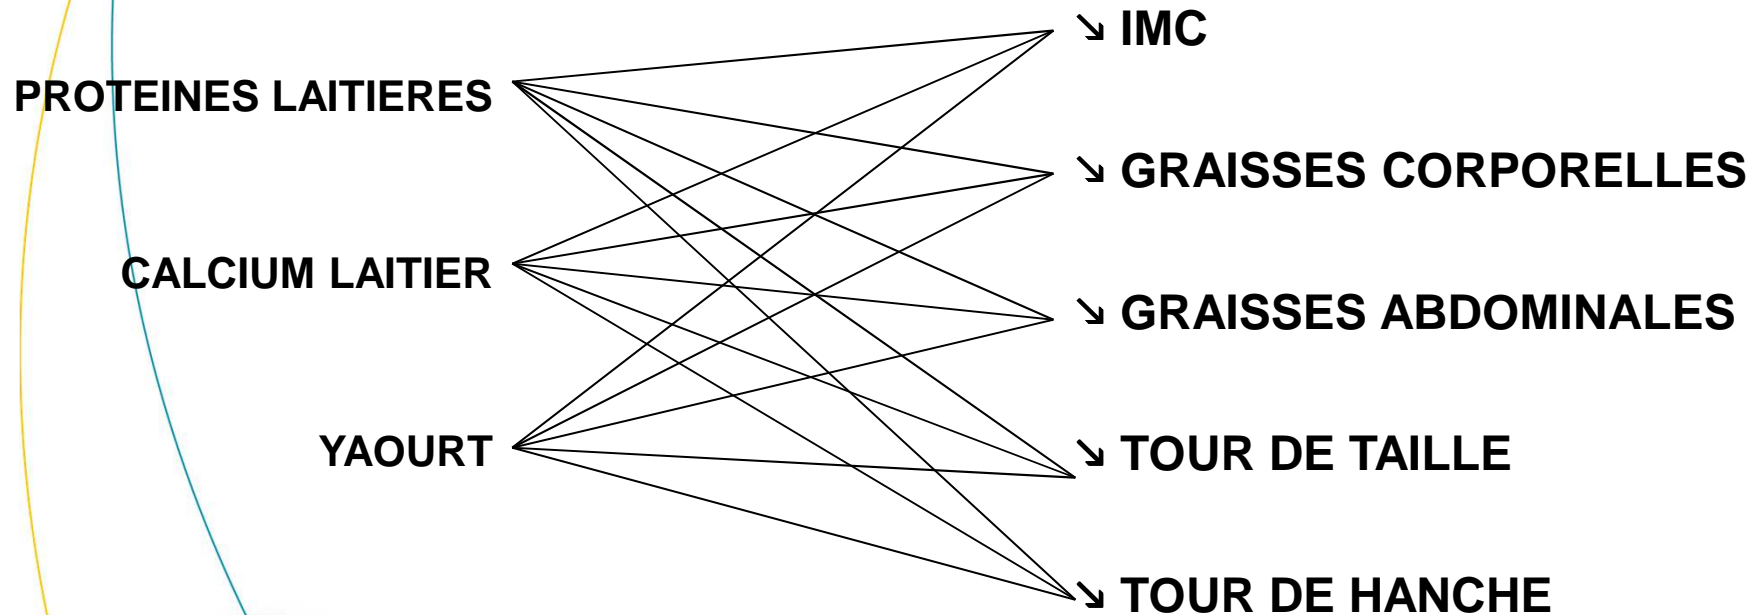 ↘ IMC
PROTEINES LAITIERES
↘ GRAISSES CORPORELLES
CALCIUM LAITIER
↘ GRAISSES ABDOMINALES
YAOURT
↘ TOUR DE TAILLE
↘ TOUR DE HANCHE